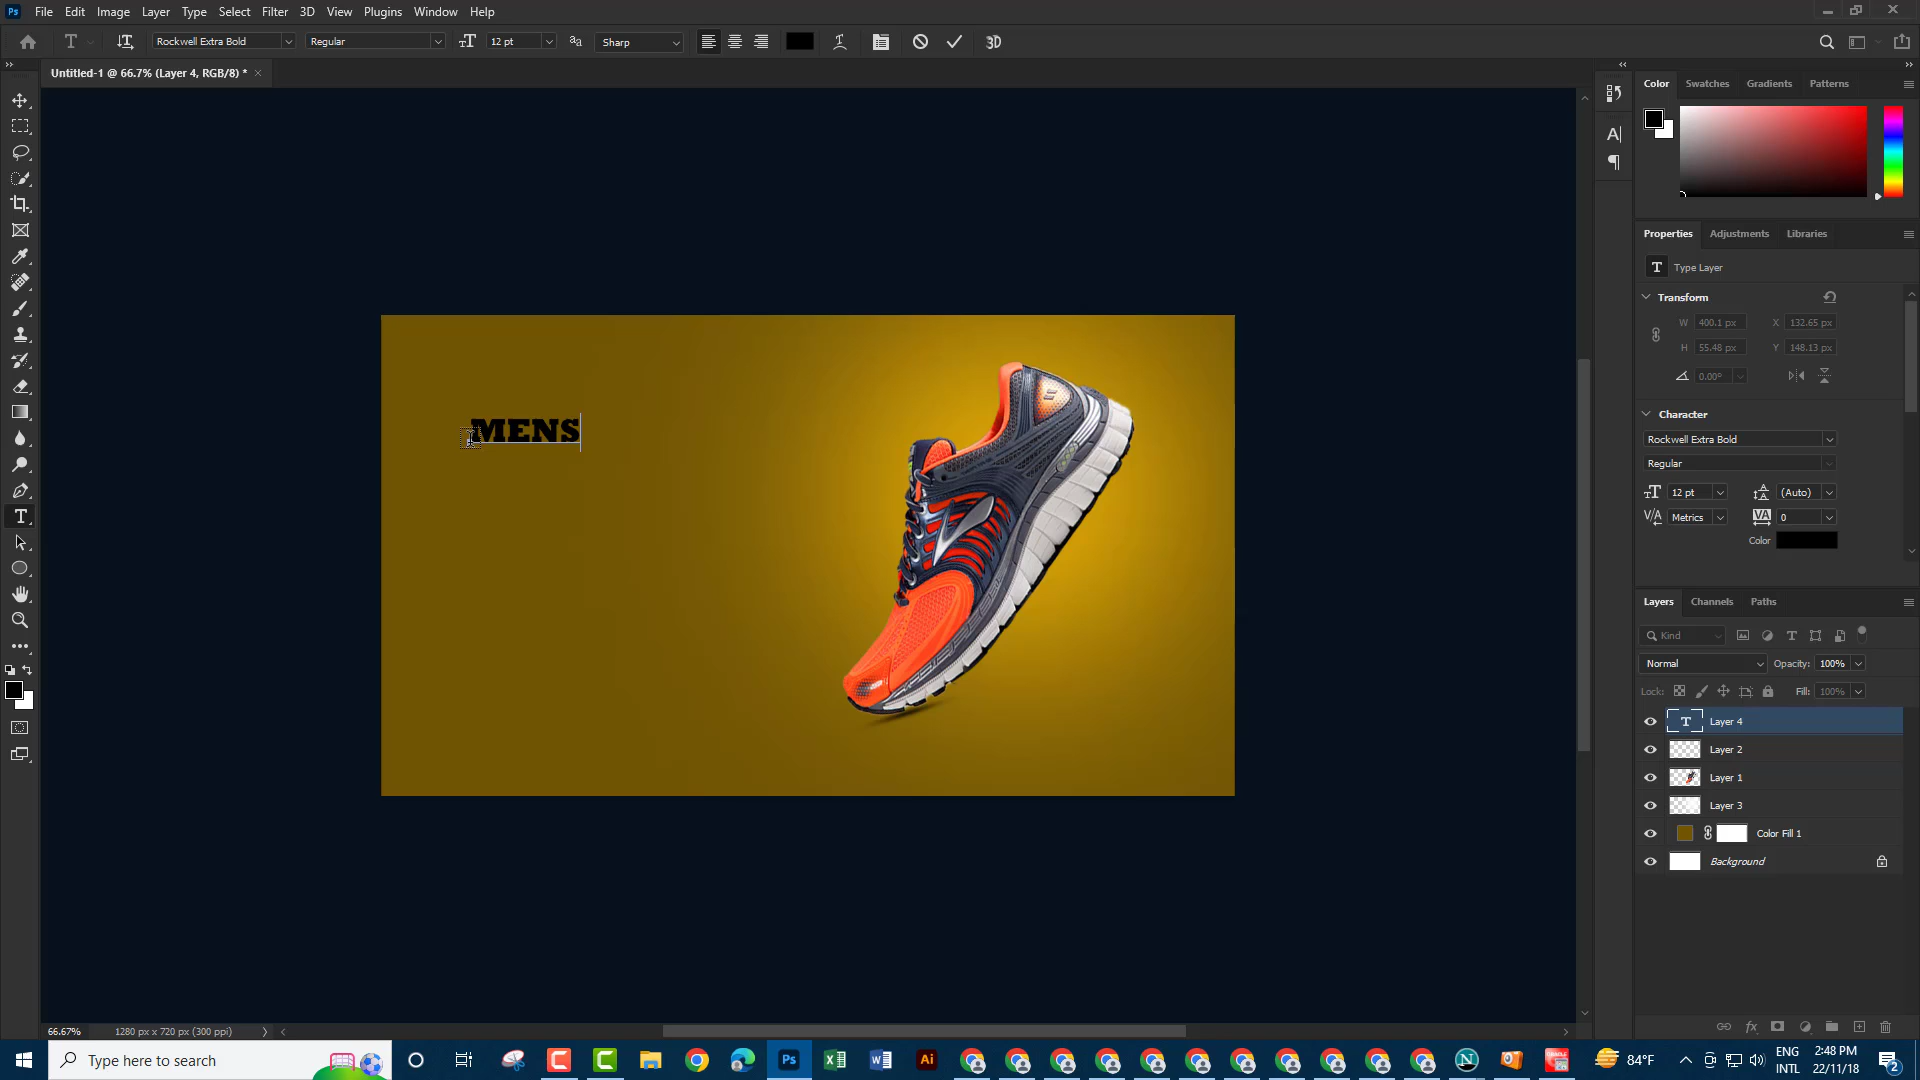 Ps File Edit Image Layer Type Select Filter 3D View Plugins Window Help
Rockwell Extra Bold Regular 12 pt Sharp 3D
Untitled-1 @ 66.7% (Layer 4, RGB/8) * ×
Color Swatches Gradients Patterns
Properties Adjustments Libraries
T Type Layer
Transform
W 400.1 px X 132.65 px
H 55.48 px Y 148.13 px
0.00°
Character
Rockwell Extra Bold
Regular
12 pt (Auto)
Metrics 0
Color
MENS
Layers Channels Paths
Kind
Normal Opacity: 100%
Lock: Fill: 100%
T Layer 4
Layer 2
Layer 1
Layer 3
Color Fill 1
Background
66.67% 1280 px x 720 px (300 ppi)
Type here to search
Ps Ai
84°F
ENG
INTL
2:48 PM
22/11/18
2